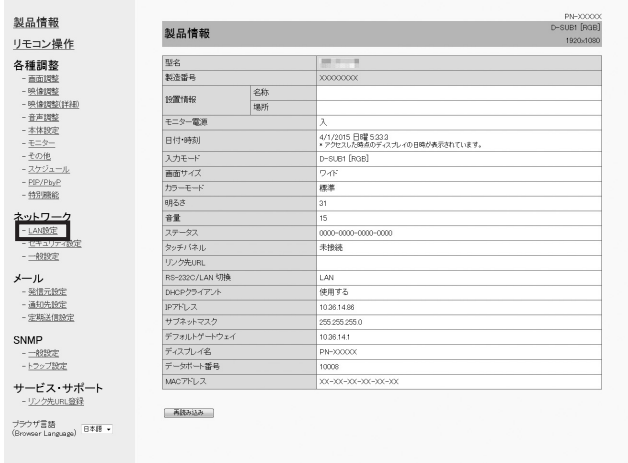 製品情報
リモコン操作
各種調整
- 画面調整
- 映像調整
- 映像調整(詳細)
- 音声調整
- 本体設定
- モニター
- その他
- スケジュール
- PIP/PbyP
- 特別機能
ネットワーク
- LAN設定
- セキュリティ設定
- 一般設定
メール
- 発信元設定
- 通知先設定
- 定期送信設定
SNMP
- 一般設定
- トラップ設定
サービス・サポート
- リンク先URL登録
ブラウザ言語
(Browser Language) 日本語
PN-XXXXX
製品情報
D-SUB1 [RGB]
1920x1080
型名
製造番号 XXXXXXXX
設置情報 名称
場所
モニター電源 入
日付・時刻 4/1/2015 日曜 5:33:3
* アクセスした時点のディスプレイの日時が表示されています。
入力モード D-SUB1 [RGB]
画面サイズ ワイド
カラーモード 標準
明るさ 31
音量 15
ステータス 0000-0000-0000-0000
タッチパネル 未接続
リンク先URL
RS-232C/LAN 切換 LAN
DHCPクライアント 使用する
IPアドレス 10.36.14.86
サブネットマスク 255.255.255.0
デフォルトゲートウェイ 10.36.14.1
ディスプレイ名 PN-XXXXX
データポート番号 10008
MACアドレス XX-XX-XX-XX-XX-XX
再読み込み